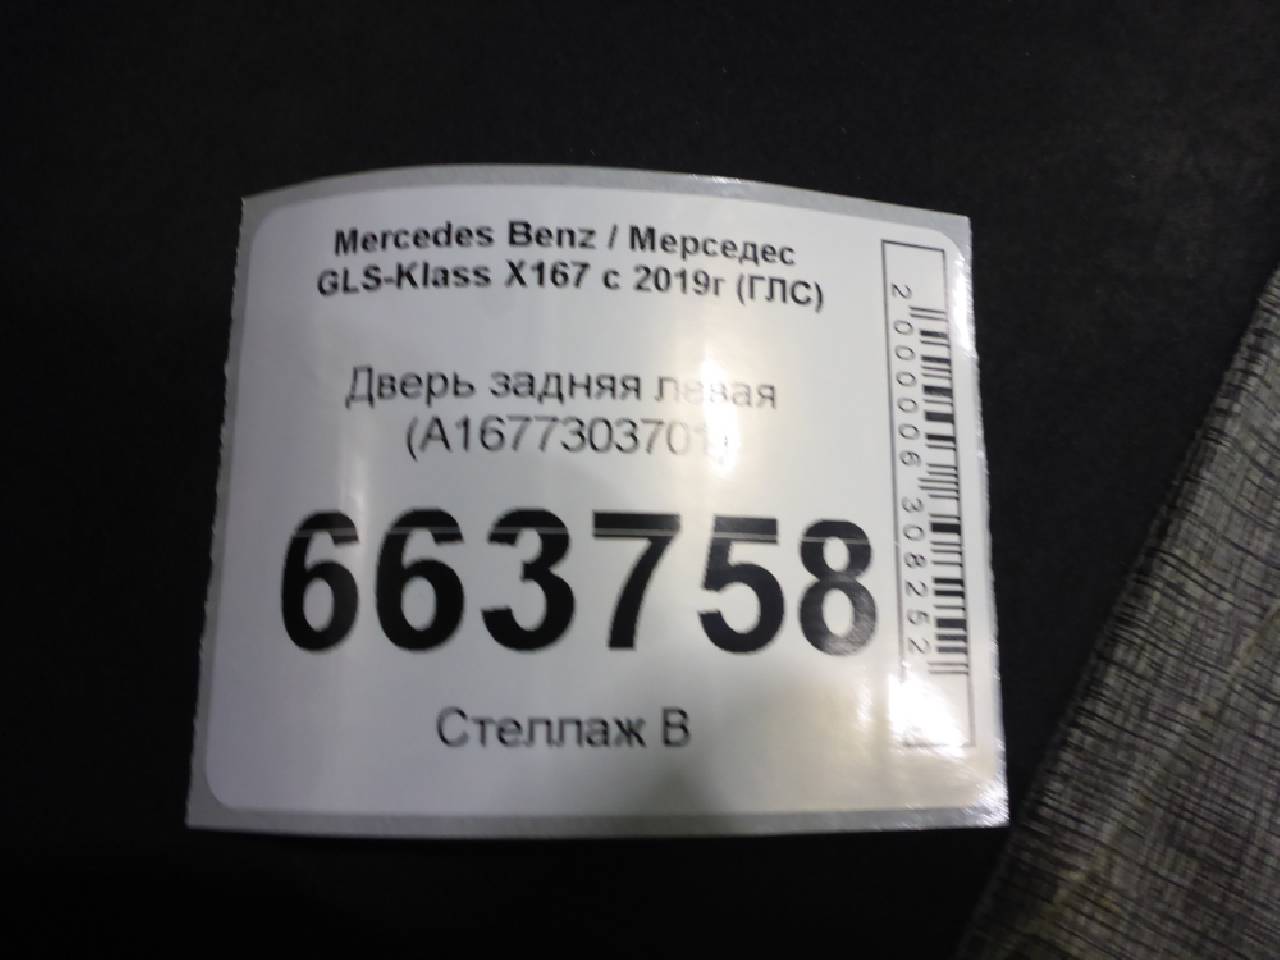 Mercedes Benz / Мерседес
GLS-Klass X167 с 2019г (ГЛС)
Дверь задняя левая
(A1677303701)
663758
Стеллаж В
2000006308252